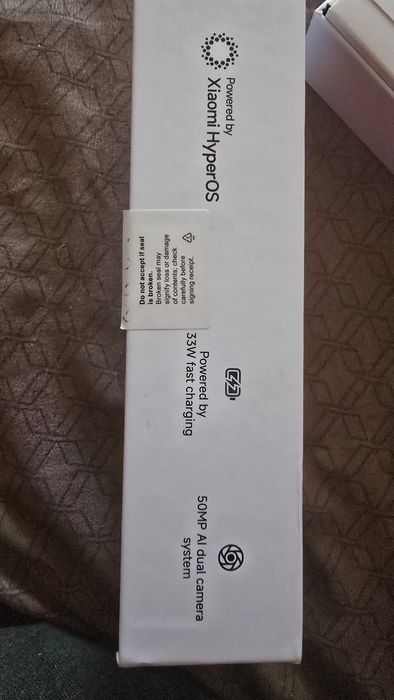 Powered by
Xiaomi HyperOS
Do not accept if seal
is broken.
Broken seal may
signify loss or damage
of contents; check
carefully before
signing receipt.
Powered by
33W fast charging
50MP AI dual camera
system